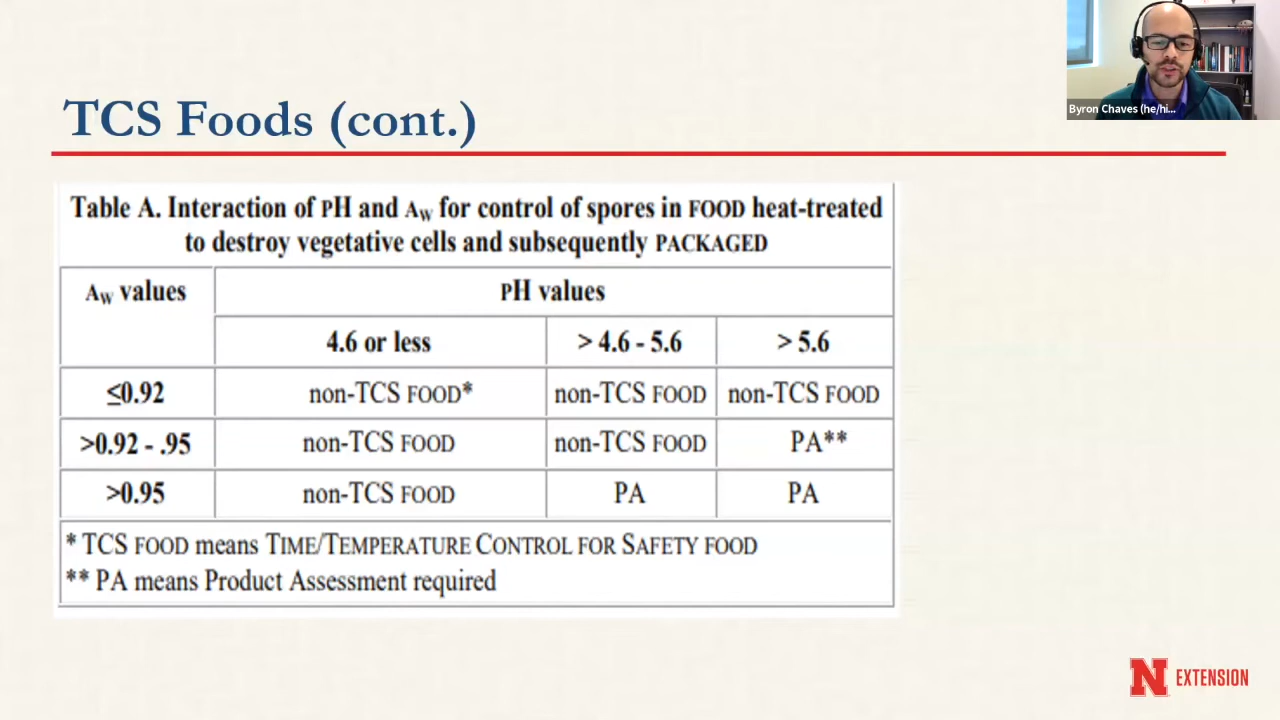 Byron Chaves (he/hi...
TCS Foods (cont.)
Table A. Interaction of PH and AW for control of spores in FOOD heat-treated
to destroy vegetative cells and subsequently PACKAGED
AW values
PH values
4.6 or less
> 4.6 - 5.6
> 5.6
≤0.92
non-TCS FOOD*
non-TCS FOOD
non-TCS FOOD
>0.92 - .95
non-TCS FOOD
non-TCS FOOD
PA**
>0.95
non-TCS FOOD
PA
PA
* TCS FOOD means TIME/TEMPERATURE CONTROL FOR SAFETY FOOD
** PA means Product Assessment required
N EXTENSION